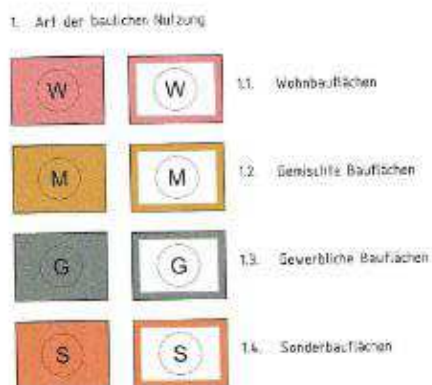 1. Art der baulichen Nutzung
W W 1.1. Wohnbauflächen
M M 1.2 Gemischte Bauflächen
G G 1.3. Gewerbliche Bauflächen
S S 1.4. Sonderbauflächen